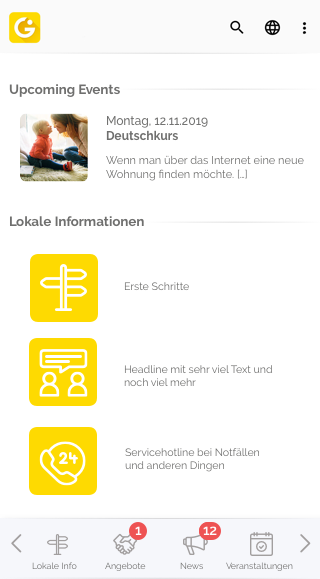 G
Upcoming Events
Montag, 12.11.2019
Deutschkurs
Wenn man über das Internet eine neue
Wohnung finden möchte. [...]
Lokale Informationen
Erste Schritte
Headline mit sehr viel Text und
noch viel mehr
24
Servicehotline bei Notfällen
und anderen Dingen
1
12
Lokale Info
Angebote
News
Veranstaltungen